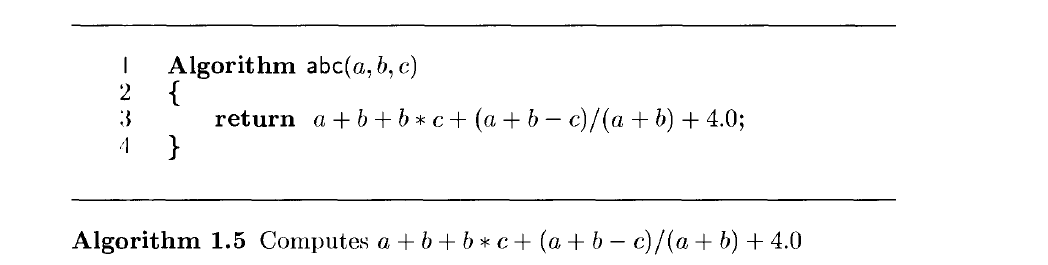 1 Algorithm abc(a, b, c)
2 {
3 return a + b + b * c + (a + b − c)/(a + b) + 4.0;
4 }
Algorithm 1.5 Computes a + b + b * c + (a + b − c)/(a + b) + 4.0